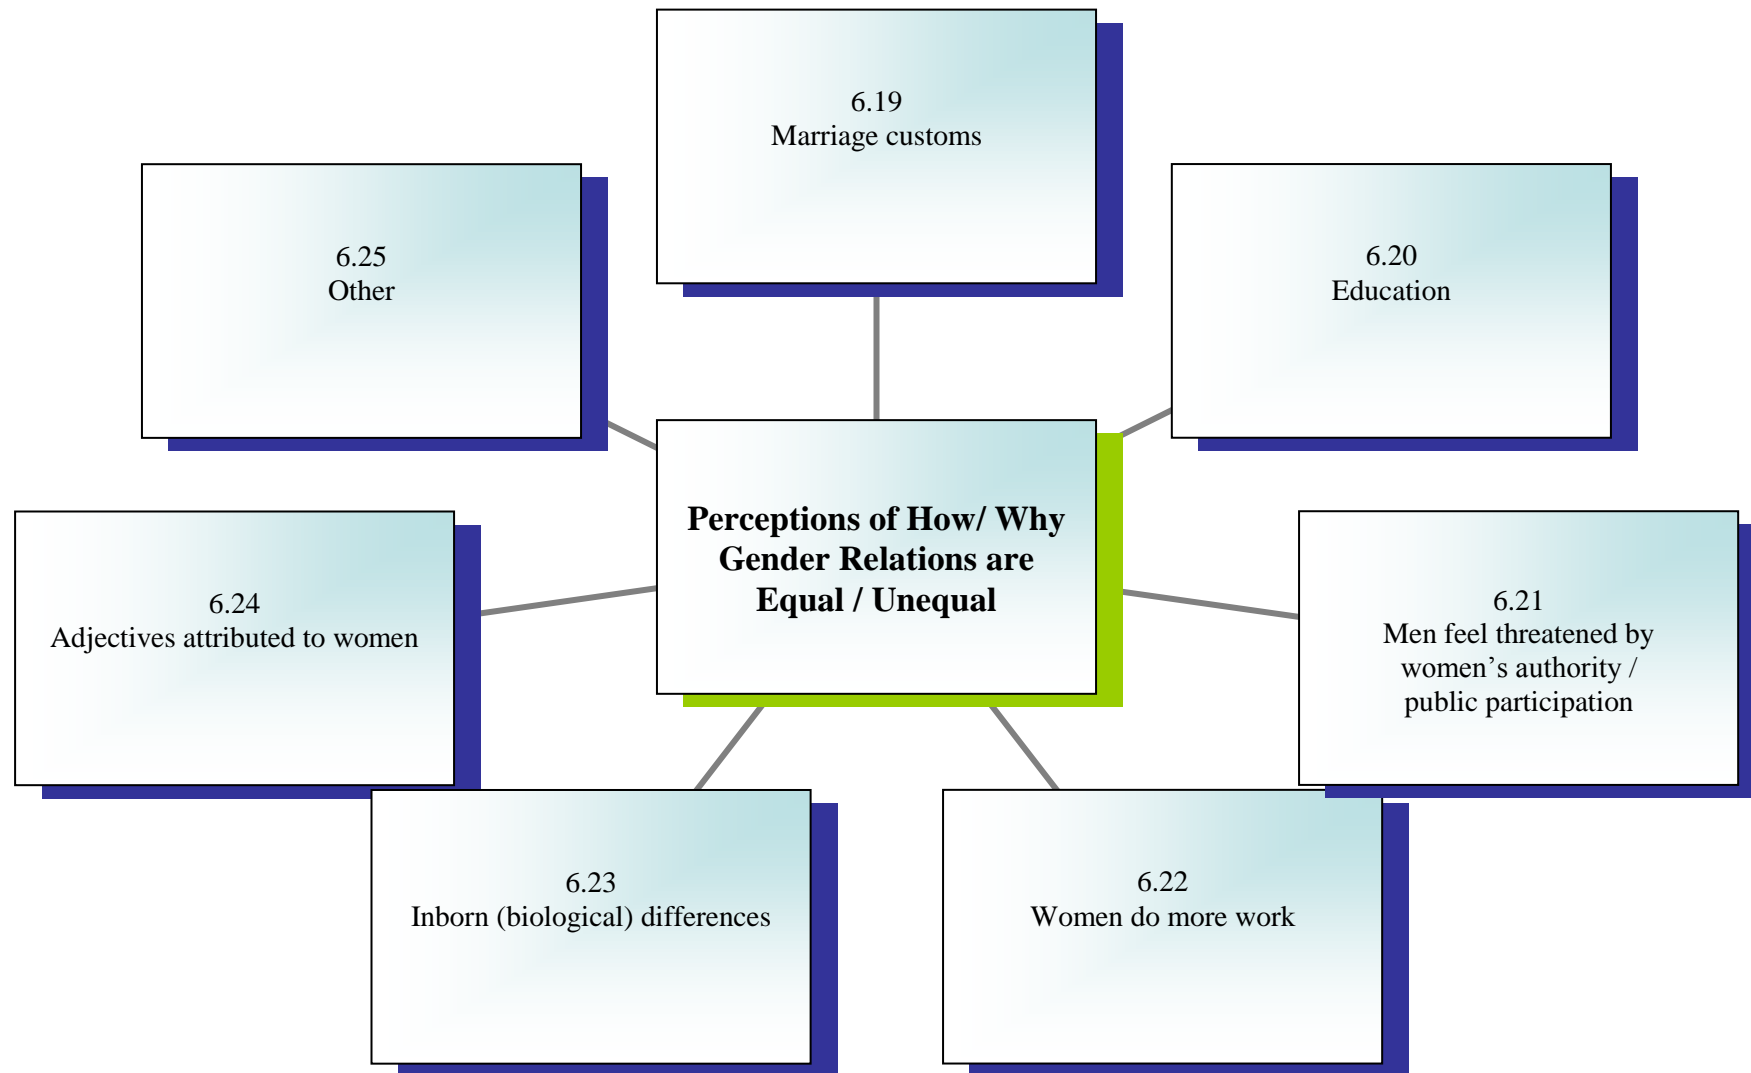 6.19
Marriage customs
6.25
Other
6.20
Education
Perceptions of How/ Why
Gender Relations are
Equal / Unequal
6.24
Adjectives attributed to women
6.21
Men feel threatened by
women’s authority /
public participation
6.23
Inborn (biological) differences
6.22
Women do more work